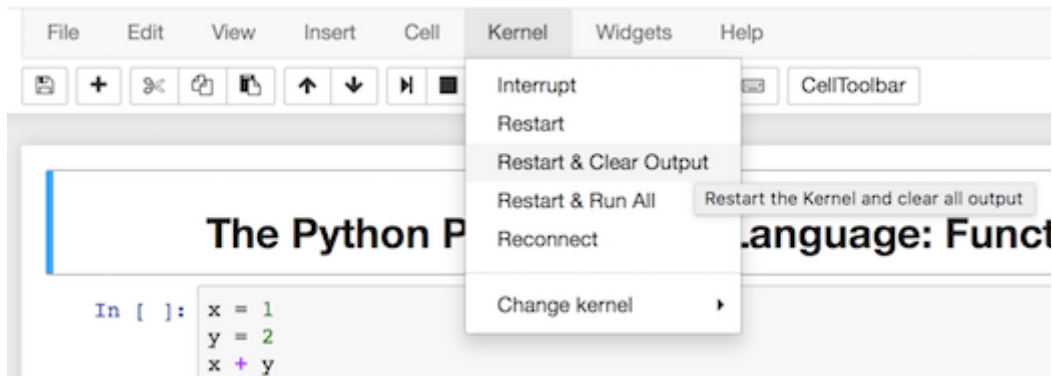 File Edit View Insert Cell Kernel Widgets Help
CellToolbar
Interrupt
Restart
Restart & Clear Output
Restart & Run All
Restart the Kernel and clear all output
Reconnect
Change kernel
The Python P
Language: Funct
In [ ]: x = 1
y = 2
x + y